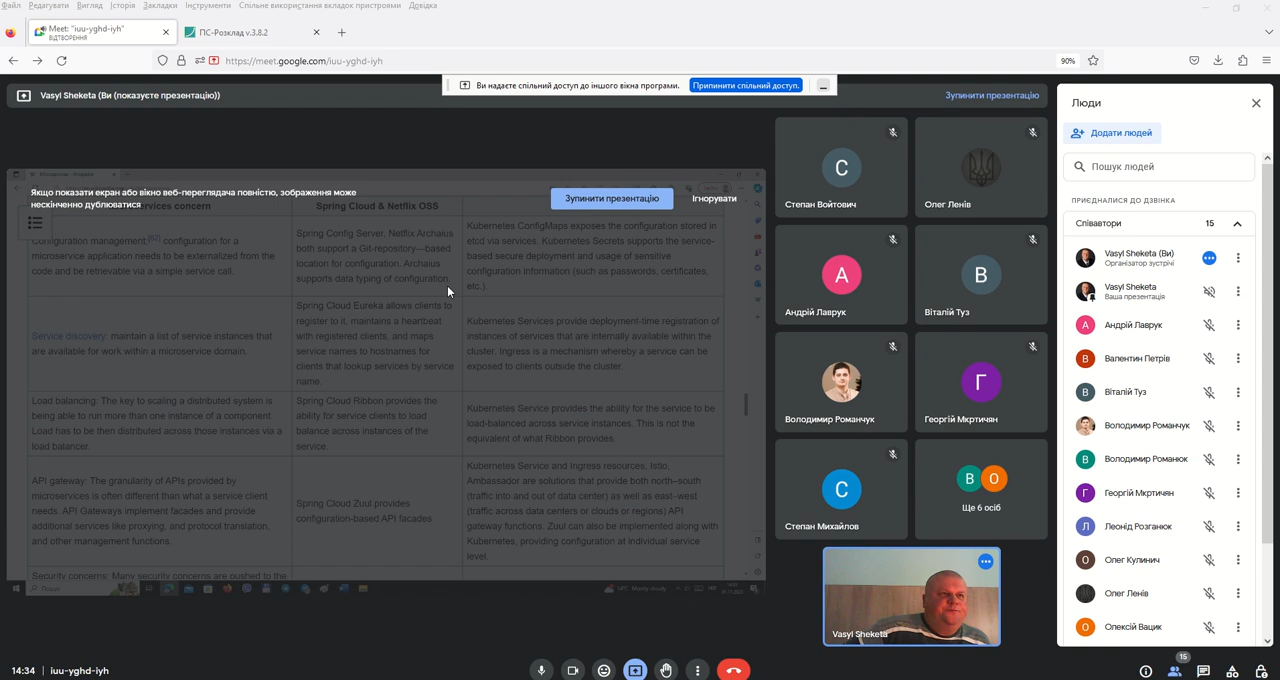 Файл Редагувати Вигляд Історія Закладки Інструменти Спільне використання вкладок пристроями Довідка
Meet: "iuu-yghd-iyh"
ВІДТВОРЕННЯ
ПС-Розклад v.3.8.2
https://meet.google.com/iuu-yghd-iyh
90%
Ви надаєте спільний доступ до іншого вікна програми.
Припинити спільний доступ.
Vasyl Sheketa (Ви (показуєте презентацію))
Зупинити презентацію
Якщо показати екран або вікно веб-переглядача повністю, зображення може
нескінченно дублюватися
Зупинити презентацію
Ігнорувати
services concern
Spring Cloud & Netflix OSS
Configuration management:[62] configuration for a
microservice application needs to be externalized from the
code and be retrievable via a simple service call.
Spring Config Server, Netflix Archaius
both support a Git-repository—based
location for configuration. Archaius
supports data typing of configuration.
Kubernetes ConfigMaps exposes the configuration stored in
etcd via services. Kubernetes Secrets supports the service-
based secure deployment and usage of sensitive
configuration information (such as passwords, certificates,
etc.)
Service discovery: maintain a list of service instances that
are available for work within a microservice domain.
Spring Cloud Eureka allows clients to
register to it, maintains a heartbeat
with registered clients, and maps
service names to hostnames for
clients that lookup services by service
name.
Kubernetes Services provide deployment-time registration of
instances of services that are internally available within the
cluster. Ingress is a mechanism whereby a service can be
exposed to clients outside the cluster.
Load balancing: The key to scaling a distributed system is
being able to run more than one instance of a component.
Load has to be then distributed across those instances via a
load balancer.
Spring Cloud Ribbon provides the
ability for service clients to load
balance across instances of the
service.
Kubernetes Service provides the ability for the service to be
load-balanced across service instances. This is not the
equivalent of what Ribbon provides.
API gateway: The granularity of APIs provided by
microservices is often different than what a service client
needs. API Gateways implement facades and provide
additional services like proxying, and protocol translation,
and other management functions.
Spring Cloud Zuul provides
configuration-based API facades
Kubernetes Service and Ingress resources, Istio,
Ambassador are solutions that provide both north–south
(traffic into and out of data center) as well as east–west
(traffic across data centers or clouds or regions) API
gateway functions. Zuul can also be implemented along with
Kubernetes, providing configuration at individual service
level.
Security concerns: Many security concerns are pushed to the
14°C Mostly cloudy
С
Степан Войтович
Олег Ленів
А
Андрій Лаврук
В
Віталій Туз
Володимир Романчук
Г
Георгій Мкртичян
С
Степан Михайлов
В О
Ще 6 осіб
Vasyl Sheketa
Люди
Додати людей
Пошук людей
ПРИЄДНАЛИСЯ ДО ДЗВІНКА
Співавтори 15
Vasyl Sheketa (Ви)
Організатор зустрічі
Vasyl Sheketa
Ваша презентація
А Андрій Лаврук
В Валентин Петрів
В Віталій Туз
Володимир Романчук
В Володимир Романюк
Г Георгій Мкртичян
Л Леонід Розганюк
О Олег Кулинич
Олег Ленів
О Олексій Вацик
14:34 | iuu-yghd-iyh
15